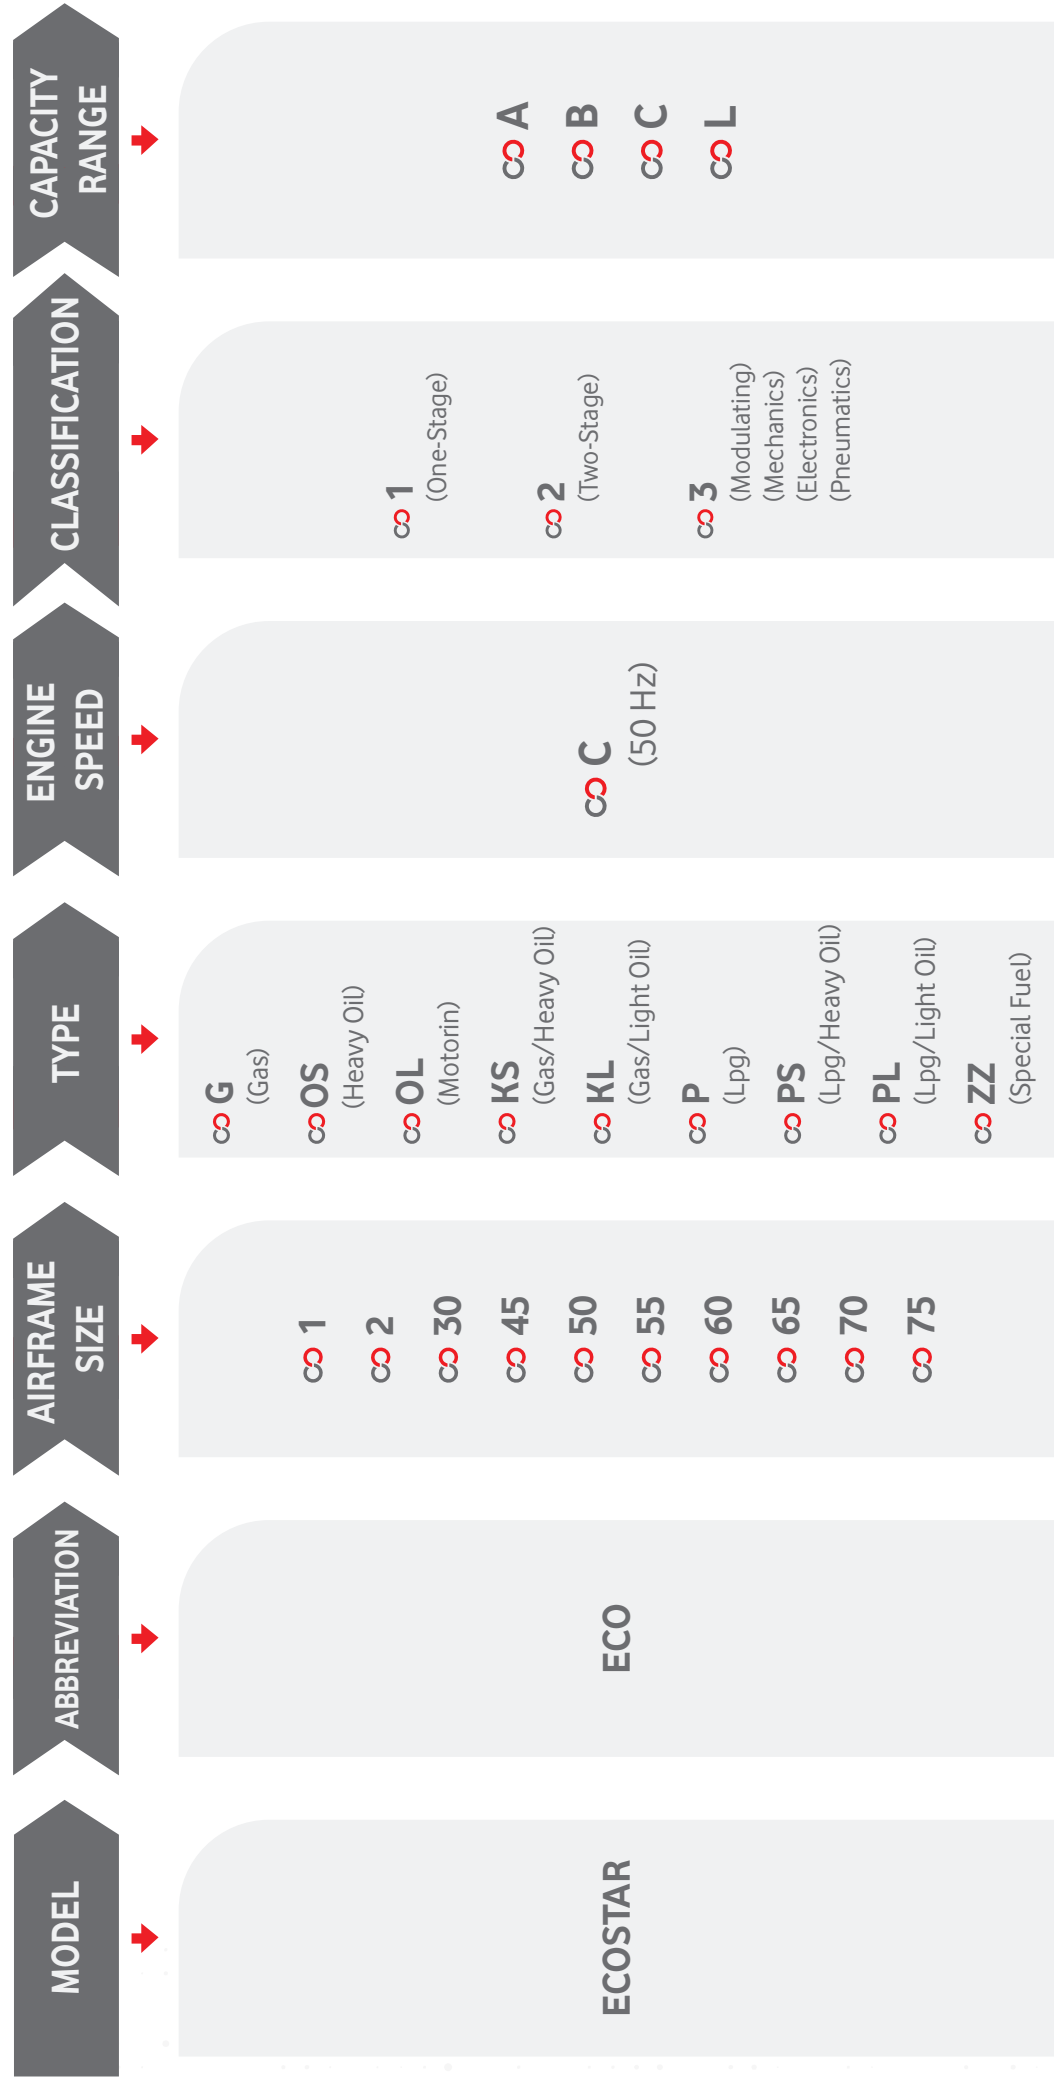 MODEL
ECOSTAR
ABBREVIATION
ECO
AIRFRAME
SIZE
1
2
30
45
50
55
60
65
70
75
TYPE
G
(Gas)
OS
(Heavy Oil)
OL
(Motorin)
KS
(Gas/Heavy Oil)
KL
(Gas/Light Oil)
P
(Lpg)
PS
(Lpg/Heavy Oil)
PL
(Lpg/Light Oil)
ZZ
(Special Fuel)
ENGINE
SPEED
C
(50 Hz)
CLASSIFICATION
1
(One-Stage)
2
(Two-Stage)
3
(Modulating)
(Mechanics)
(Electronics)
(Pneumatics)
CAPACITY
RANGE
A
B
C
L